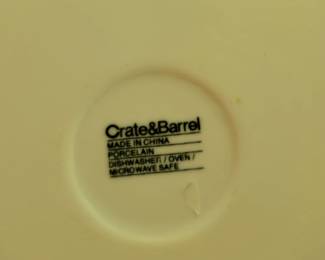 Crate&Barrel
MADE IN CHINA
PORCELAIN
DISHWASHER / OVEN /
MICROWAVE SAFE